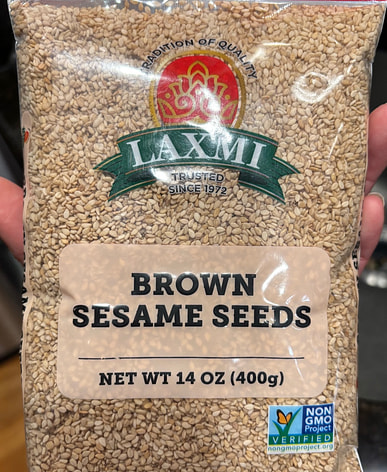 TRADITION OF QUALITY
LAXMI
TRUSTED
SINCE 1972
BROWN
SESAME SEEDS
NET WT 14 OZ (400g)
NON
GMO
Project
VERIFIED
nongmoproject.org